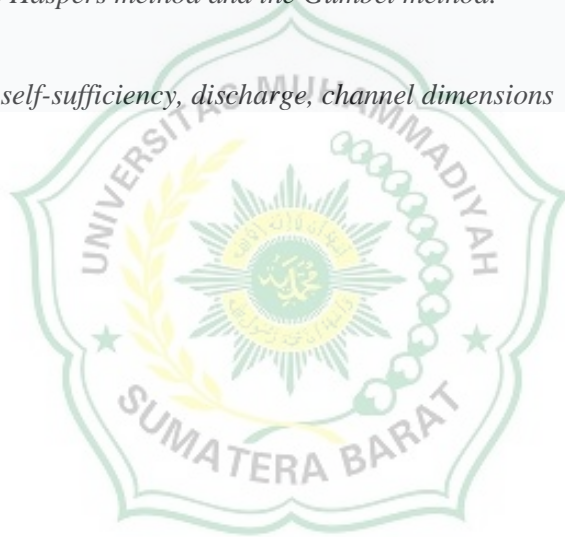 Haspers method and the Gumbel method.
self-sufficiency, discharge, channel dimensions
UNIVERSITAS MUHAMMADIYAH
SUMATERA BARAT